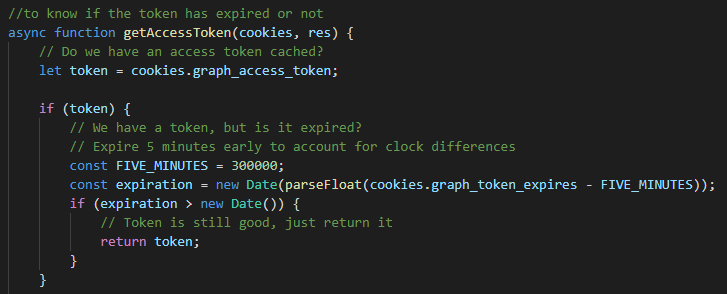 //to know if the token has expired or not
async function getAccessToken(cookies, res) {
// Do we have an access token cached?
let token = cookies.graph_access_token;
if (token) {
// We have a token, but is it expired?
// Expire 5 minutes early to account for clock differences
const FIVE_MINUTES = 300000;
const expiration = new Date(parseFloat(cookies.graph_token_expires - FIVE_MINUTES));
if (expiration > new Date()) {
// Token is still good, just return it
return token;
}
}